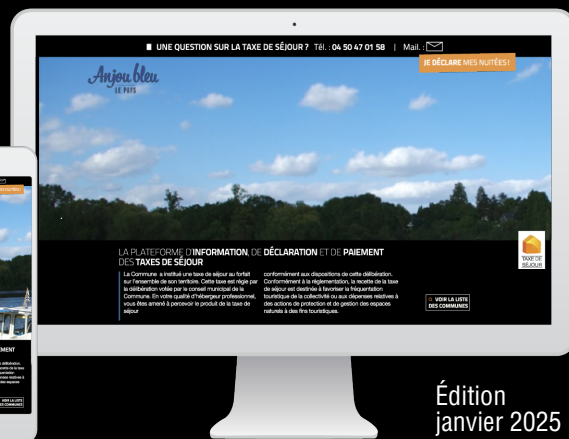 UNE QUESTION SUR LA TAXE DE SÉJOUR ? Tél. : 04 50 47 01 58 | Mail. :
JE DÉCLARE MES NUITÉES !
Anjou bleu
LE PAYS
LA PLATEFORME D'INFORMATION, DE DÉCLARATION ET DE PAIEMENT
DES TAXES DE SÉJOUR
La Commune a institué une taxe de séjour au forfait
sur l'ensemble de son territoire. Cette taxe est régie par
la délibération votée par le conseil municipal de la
Commune. En votre qualité d'hébergeur professionnel,
vous êtes amené à percevoir le produit de la taxe de
séjour
conformément aux dispositions de cette délibération.
Conformément à la réglementation, la recette de la taxe
de séjour est destinée à favoriser la fréquentation
touristique de la collectivité ou aux dépenses relatives à
des actions de protection et de gestion des espaces
naturels à des fins touristiques.
TAXE DE
SÉJOUR
VOIR LA LISTE
DES COMMUNES
VOIR LA LISTE
DES COMMUNES
Édition
janvier 2025